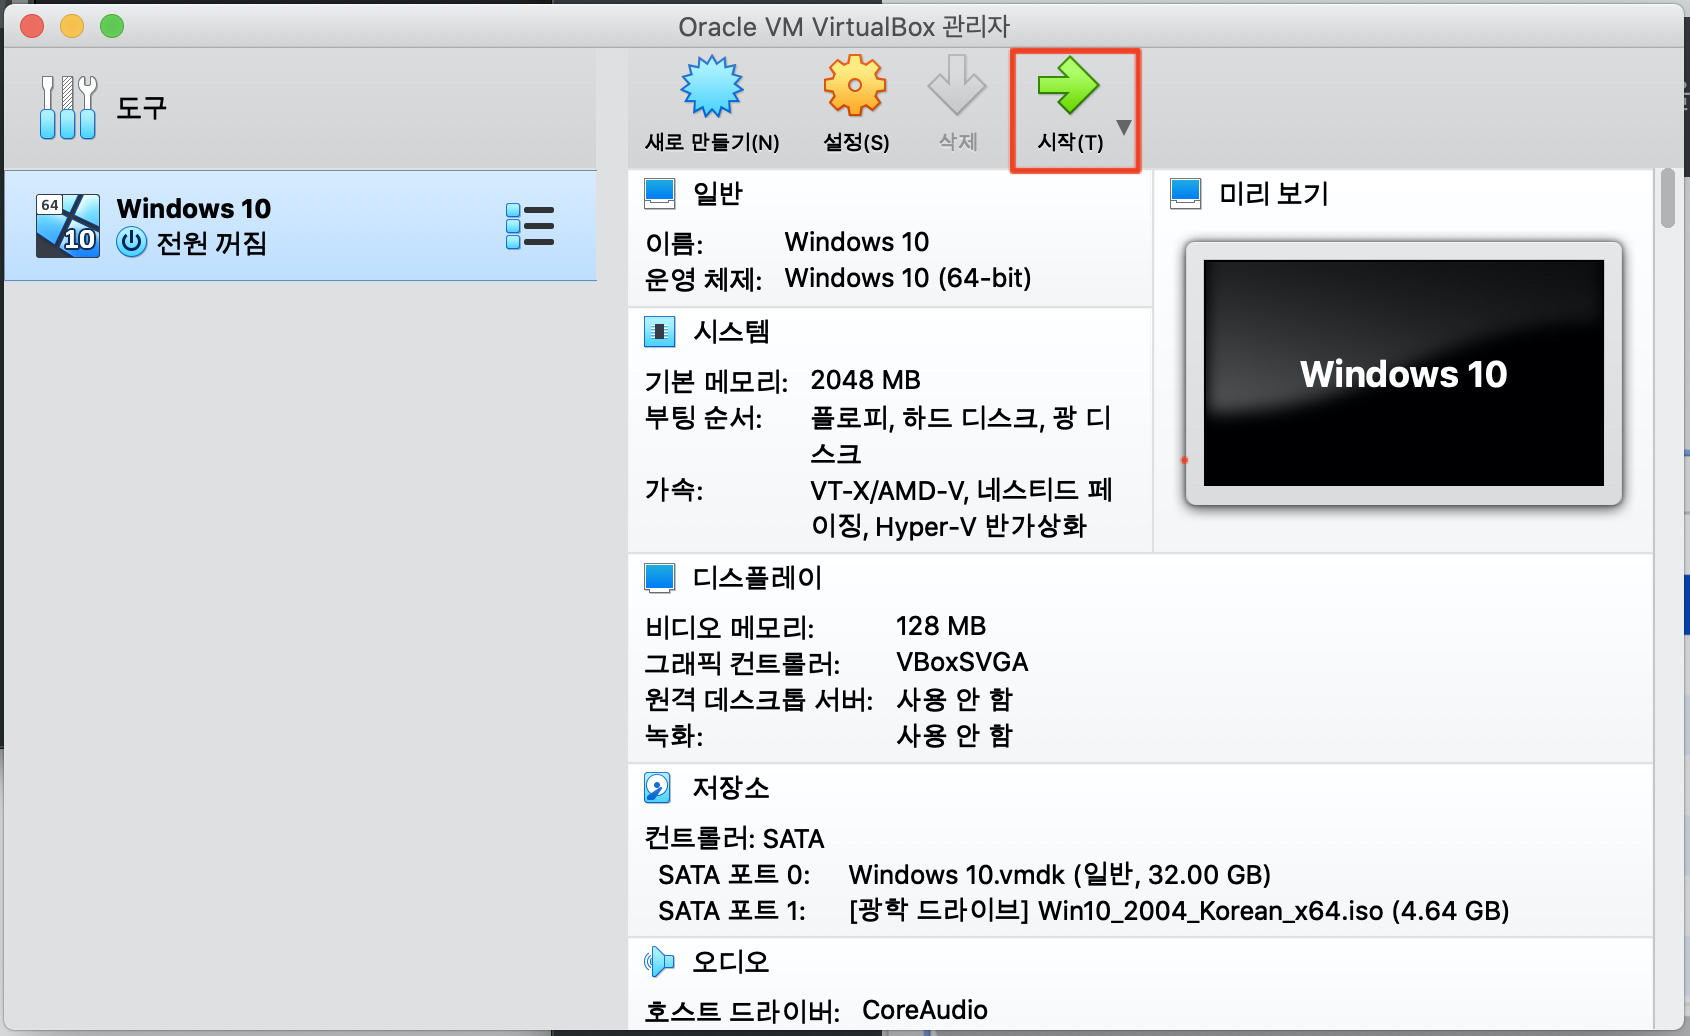 Oracle VM VirtualBox 관리자
도구
새로 만들기(N)
설정(S)
삭제
시작(T)
64
10
Windows 10
전원 꺼짐
일반
이름: Windows 10
운영 체제: Windows 10 (64-bit)
미리 보기
Windows 10
시스템
기본 메모리: 2048 MB
부팅 순서: 플로피, 하드 디스크, 광 디
스크
가속: VT-X/AMD-V, 네스티드 페
이징, Hyper-V 반가상화
디스플레이
비디오 메모리: 128 MB
그래픽 컨트롤러: VBoxSVGA
원격 데스크톱 서버: 사용 안 함
녹화: 사용 안 함
저장소
컨트롤러: SATA
SATA 포트 0: Windows 10.vmdk (일반, 32.00 GB)
SATA 포트 1: [광학 드라이브] Win10_2004_Korean_x64.iso (4.64 GB)
오디오
호스트 드라이버: CoreAudio